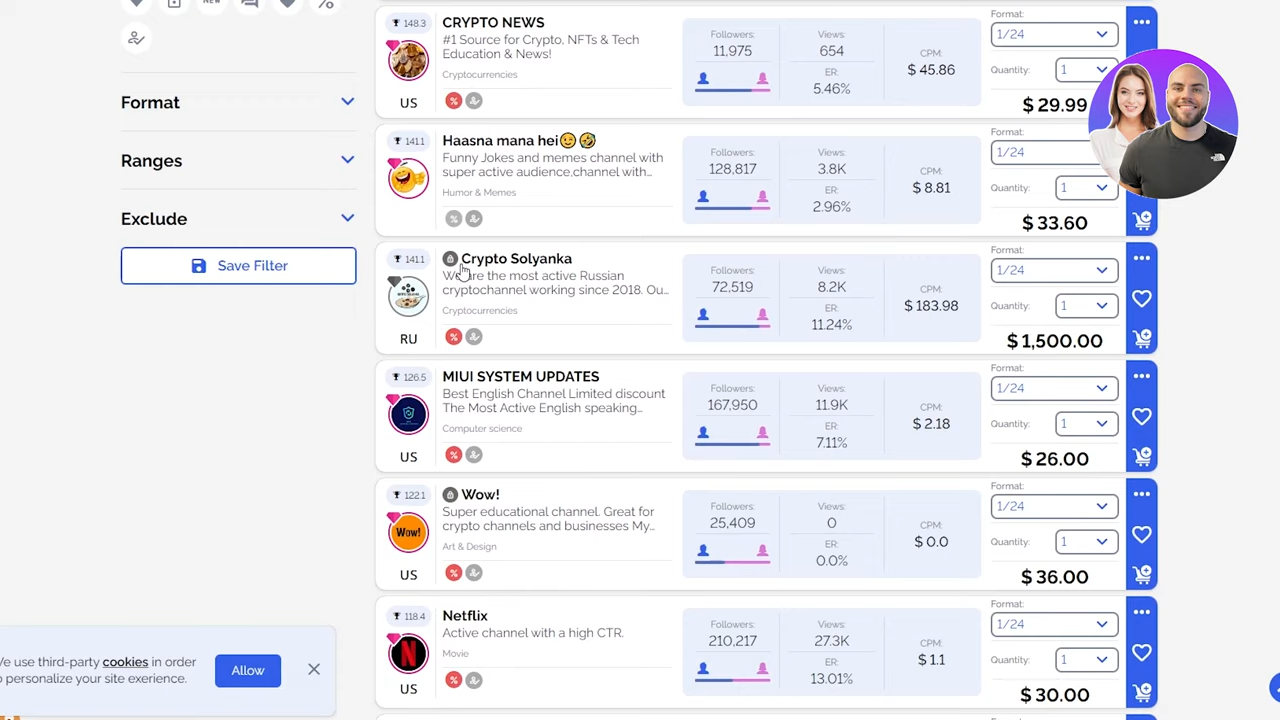 NEW
Format
Ranges
Exclude
Save Filter
We use third-party cookies in order
to personalize your site exerience.
Allow
148.3
US
CRYPTO NEWS
#1 Source for Crypto, NFTs & Tech
Education & News!
Cryptocurrencies
Followers:
11,975
Views:
654
ER:
5.46%
CPM:
$ 45.86
Format:
1/24
Quantity:
1
$ 29.99
141.1
Haasna mana hei😉🤣
Funny Jokes and memes channel with
super active audience,channel with...
Humor & Memes
Followers:
128,817
Views:
3.8K
ER:
2.96%
CPM:
$ 8.81
Format:
1/24
Quantity:
1
$ 33.60
141.1
RU
Crypto Solyanka
We are the most active Russian
cryptochannel working since 2018. Ou...
Cryptocurrencies
Followers:
72,519
Views:
8.2K
ER:
11.24%
CPM:
$ 183.98
Format:
1/24
Quantity:
1
$ 1,500.00
126.5
US
MIUI SYSTEM UPDATES
Best English Channel Limited discount
The Most Active English speaking...
Computer science
Followers:
167,950
Views:
11.9K
ER:
7.11%
CPM:
$ 2.18
Format:
1/24
Quantity:
1
$ 26.00
122.1
Wow!
US
Wow!
Super educational channel. Great for
crypto channels and businesses My...
Art & Design
Followers:
25,409
Views:
0
ER:
0.0%
CPM:
$ 0.0
Format:
1/24
Quantity:
1
$ 36.00
118.4
N
US
Netflix
Active channel with a high CTR.
Movie
Followers:
210,217
Views:
27.3K
ER:
13.01%
CPM:
$ 1.1
Format:
1/24
Quantity:
1
$ 30.00